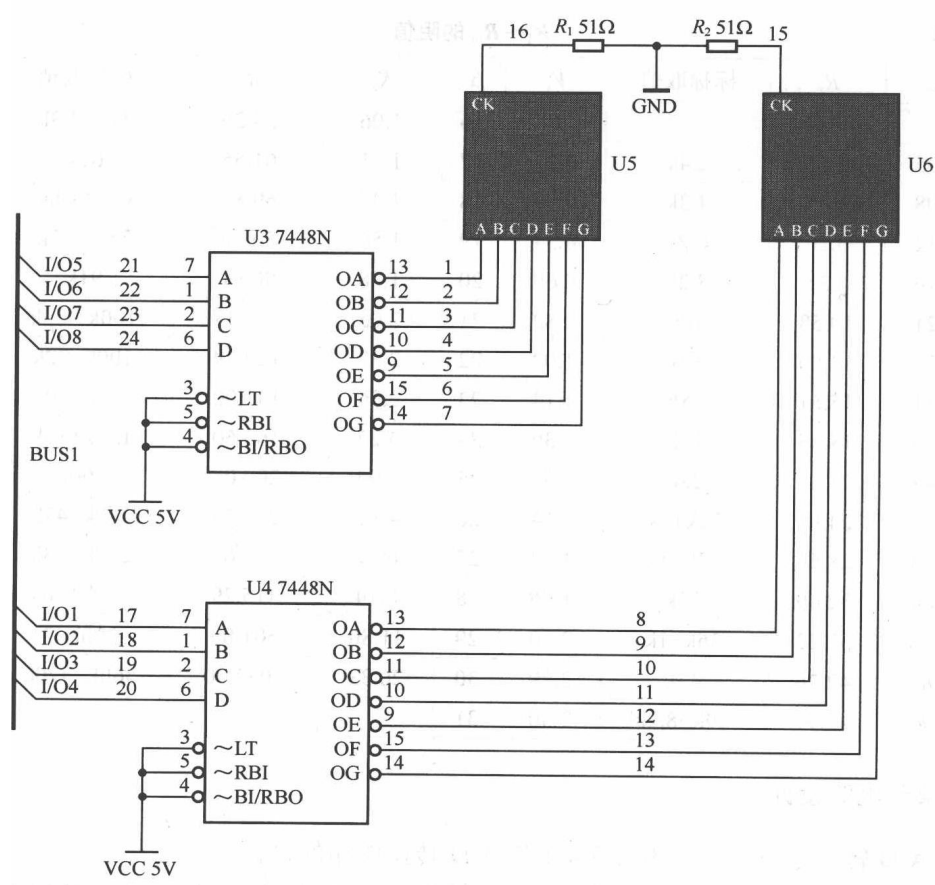 16 R₁ 51Ω R₂ 51Ω 15
GND
CK
U5
A B C D E F G
CK
U6
A B C D E F G
U3 7448N
I/O5 21 7 A OA 13 1
I/O6 22 1 B OB 12 2
I/O7 23 2 C OC 11 3
I/O8 24 6 D OD 10 4
OE 9 5
3 ~LT OF 15 6
5 ~RBI OG 14 7
4 ~BI/RBO
BUS1
VCC 5V
U4 7448N
I/O1 17 7 A OA 13 8
I/O2 18 1 B OB 12 9
I/O3 19 2 C OC 11 10
I/O4 20 6 D OD 10 11
OE 9 12
3 ~LT OF 15 13
5 ~RBI OG 14 14
4 ~BI/RBO
VCC 5V